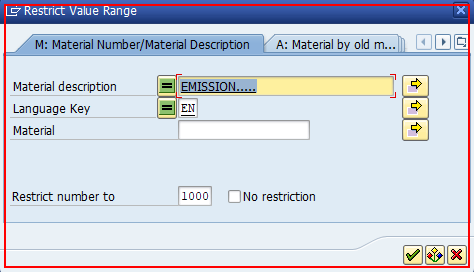 Restrict Value Range
M: Material Number/Material Description
A: Material by old m...
Material description EMISSION.....
Language Key EN
Material
Restrict number to 1000 No restriction